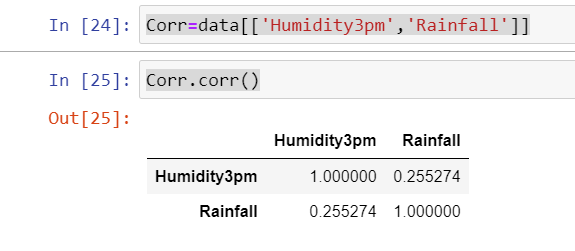 In [24]: Corr=data[['Humidity3pm','Rainfall']]
In [25]: Corr.corr()
Out[25]:
Humidity3pm Rainfall
Humidity3pm 1.000000 0.255274
Rainfall 0.255274 1.000000